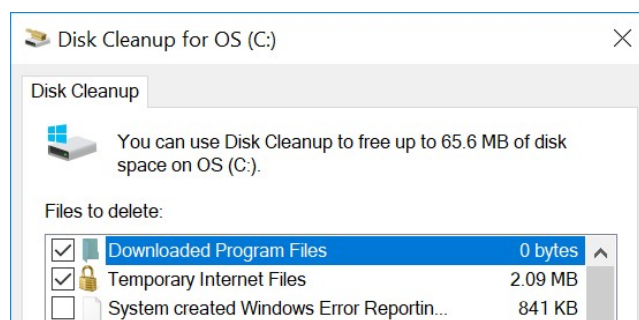 Disk Cleanup for OS (C:)
Disk Cleanup
You can use Disk Cleanup to free up to 65.6 MB of disk
space on OS (C:).
Files to delete:
Downloaded Program Files 0 bytes
Temporary Internet Files 2.09 MB
System created Windows Error Reportin... 841 KB